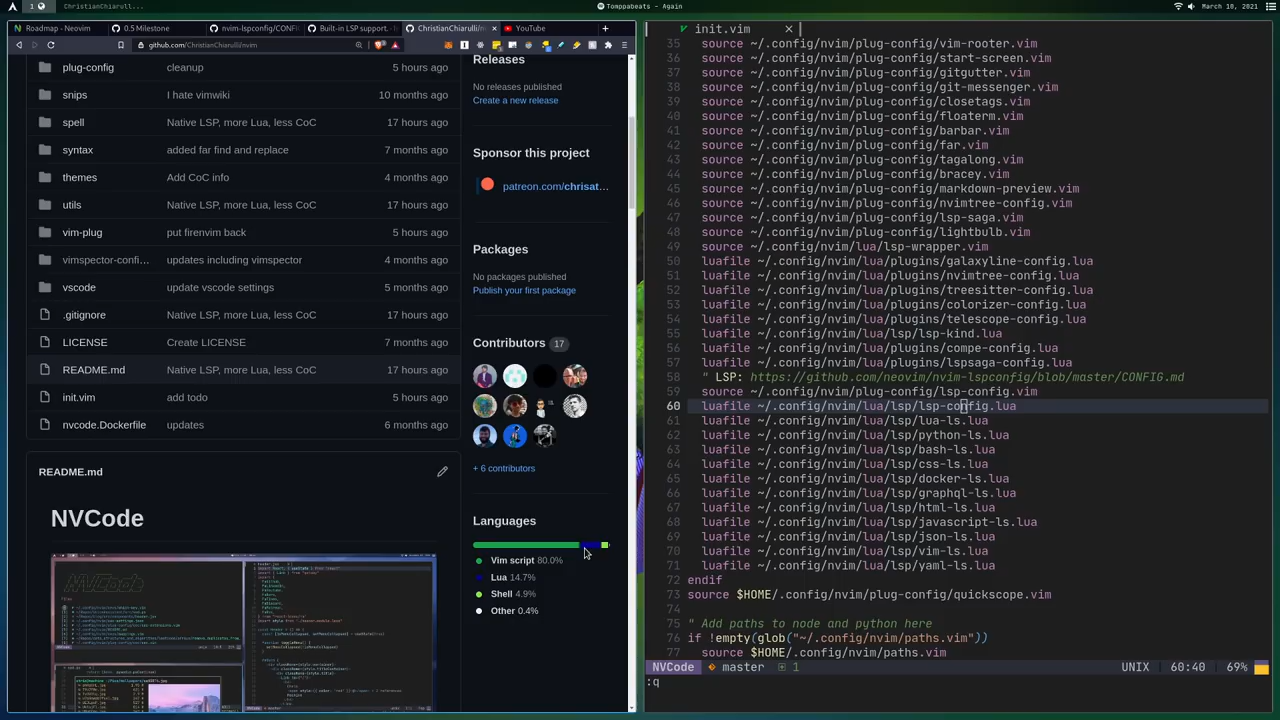 1
ChristianChiarull...
Tomppabeats - Again
March 18, 2021
Roadmap - Neovim
0.5 Milestone
nvim-lspconfig/CONFI
Built-in LSP support -
ChristianChiarulli/nvim
YouTube
github.com/ChristianChiarulli/nvim
plug-config cleanup 5 hours ago
snips I hate vimwiki 10 months ago
spell Native LSP, more Lua, less CoC 17 hours ago
syntax added far find and replace 7 months ago
themes Add CoC info 4 months ago
utils Native LSP, more Lua, less CoC 17 hours ago
vim-plug put firenvim back 5 hours ago
vimspector-confi... updates including vimspector 4 months ago
vscode update vscode settings 5 hours ago
.gitignore Native LSP, more Lua, less CoC 17 hours ago
LICENSE Create LICENSE 7 months ago
README.md Native LSP, more Lua, less CoC 17 hours ago
init.vim add todo 5 hours ago
nvcode.Dockerfile updates 6 months ago
README.md
NVCode
Releases
No releases published
Create a new release
Sponsor this project
patreon.com/chrisat...
Packages
No packages published
Publish your first package
Contributors 17
+ 6 contributors
Languages
Vim script 80.0%
Lua 14.7%
Shell 4.9%
Other 0.4%
init.vim
35 source ~/.config/nvim/plug-config/vim-rooter.vim
36 source ~/.config/nvim/plug-config/start-screen.vim
37 source ~/.config/nvim/plug-config/gitgutter.vim
38 source ~/.config/nvim/plug-config/git-messenger.vim
39 source ~/.config/nvim/plug-config/closetags.vim
40 source ~/.config/nvim/plug-config/floaterm.vim
41 source ~/.config/nvim/plug-config/barbar.vim
42 source ~/.config/nvim/plug-config/far.vim
43 source ~/.config/nvim/plug-config/tagalong.vim
44 source ~/.config/nvim/plug-config/bracey.vim
45 source ~/.config/nvim/plug-config/markdown-preview.vim
46 source ~/.config/nvim/plug-config/nvimtree-config.vim
47 source ~/.config/nvim/plug-config/lsp-saga.vim
48 source ~/.config/nvim/plug-config/lightbulb.vim
49 source ~/.config/nvim/lua/lsp-wrapper.vim
50 luafile ~/.config/nvim/lua/plugins/galaxyline-config.lua
51 luafile ~/.config/nvim/lua/plugins/nvimtree-config.lua
52 luafile ~/.config/nvim/lua/plugins/treesitter-config.lua
53 luafile ~/.config/nvim/lua/plugins/colorizer-config.lua
54 luafile ~/.config/nvim/lua/plugins/telescope-config.lua
55 luafile ~/.config/nvim/lua/lsp/lsp-kind.lua
56 luafile ~/.config/nvim/lua/plugins/compe-config.lua
57 luafile ~/.config/nvim/lua/plugins/lspsaga-config.lua
58 " LSP: https://github.com/neovim/nvim-lspconfig/blob/master/CONFIG.md
59 source ~/.config/nvim/plug-config/lsp-config.vim
60 luafile ~/.config/nvim/lua/lsp/lsp-config.lua
61 luafile ~/.config/nvim/lua/lsp/lua-ls.lua
62 luafile ~/.config/nvim/lua/lsp/python-ls.lua
63 luafile ~/.config/nvim/lua/lsp/bash-ls.lua
64 luafile ~/.config/nvim/lua/lsp/css-ls.lua
65 luafile ~/.config/nvim/lua/lsp/docker-ls.lua
66 luafile ~/.config/nvim/lua/lsp/graphql-ls.lua
67 luafile ~/.config/nvim/lua/lsp/html-ls.lua
68 luafile ~/.config/nvim/lua/lsp/javascript-ls.lua
69 luafile ~/.config/nvim/lua/lsp/json-ls.lua
70 luafile ~/.config/nvim/lua/lsp/vim-ls.lua
71 luafile ~/.config/nvim/lua/lsp/yaml-ls.lua
72 endif
73 source $HOME/.config/nvim/plug-config/quickscope.vim
74
75 " Add paths to node and python here
76 if !empty(glob("~/.config/nvim/paths.vim"))
77 source $HOME/.config/nvim/paths.vim
NVCode master 1 UNIX 60:40 69%
:q